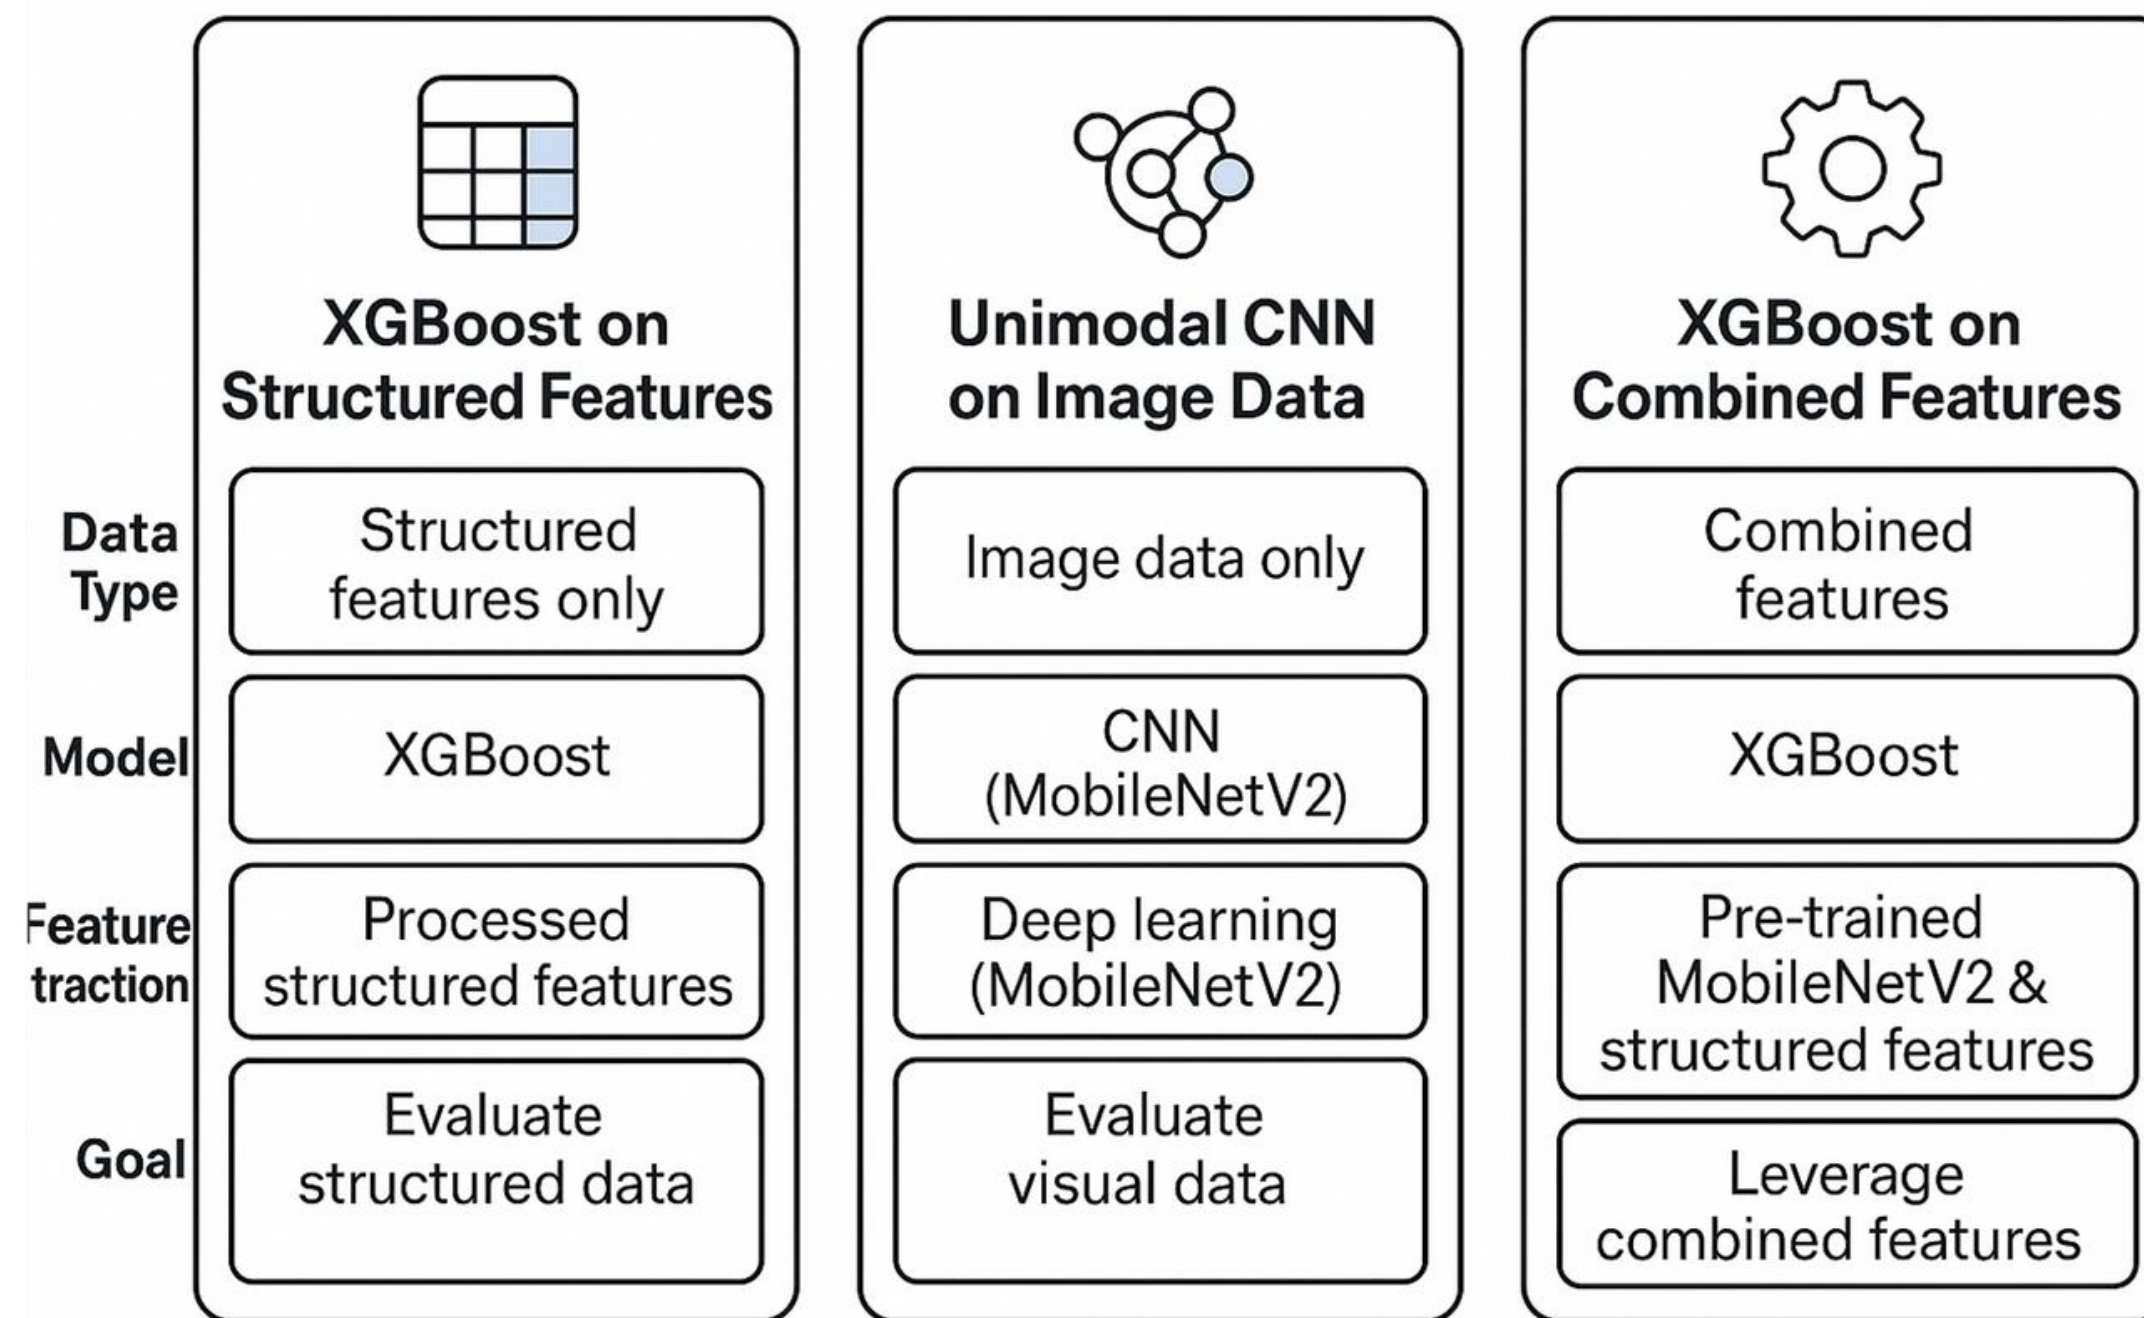 XGBoost on
Structured Features
Unimodal CNN
on Image Data
XGBoost on
Combined Features
Data
Type
Structured
features only
Image data only
Combined
features
Model
XGBoost
CNN
(MobileNetV2)
XGBoost
Feature
traction
Processed
structured features
Deep learning
(MobileNetV2)
Pre-trained
MobileNetV2 &
structured features
Goal
Evaluate
structured data
Evaluate
visual data
Leverage
combined features